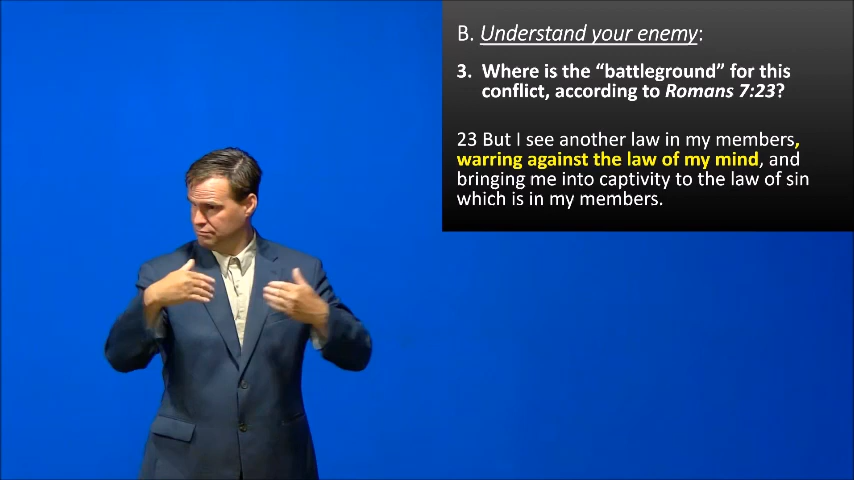 B. Understand your enemy:
3. Where is the “battleground” for this
conflict, according to Romans 7:23?
23 But I see another law in my members,
warring against the law of my mind, and
bringing me into captivity to the law of sin
which is in my members.